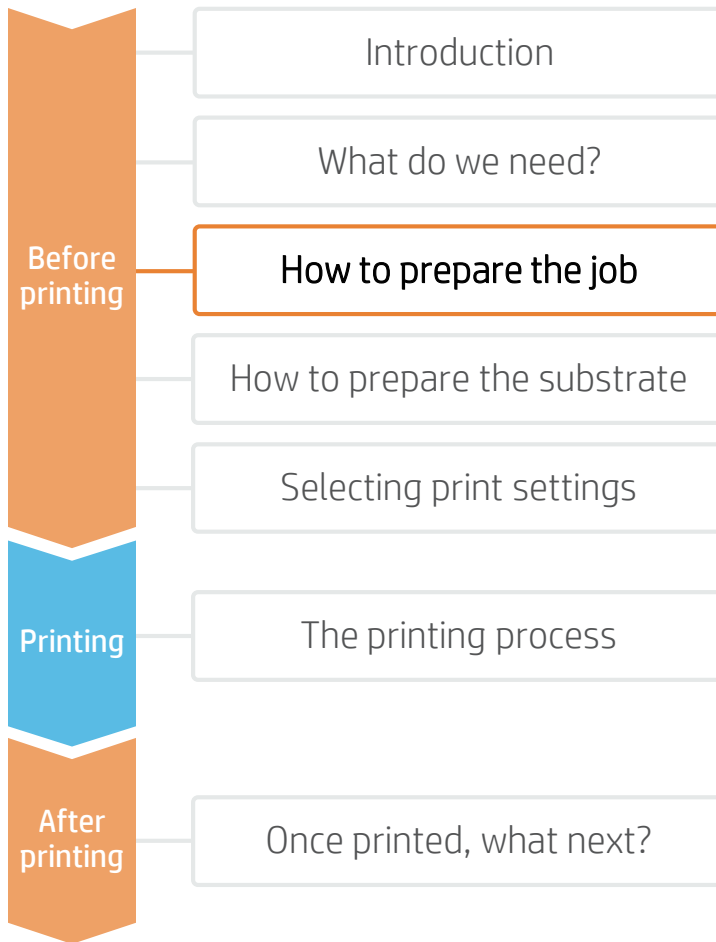 Introduction
What do we need?
Before
printing
How to prepare the job
How to prepare the substrate
Selecting print settings
Printing
The printing process
After
printing
Once printed, what next?